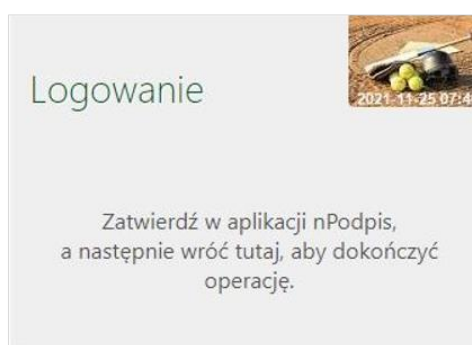 Logowanie
2021-11-25 07:4
Zatwierdź w aplikacji nPodpis,
a następnie wróć tutaj, aby dokończyć
operację.